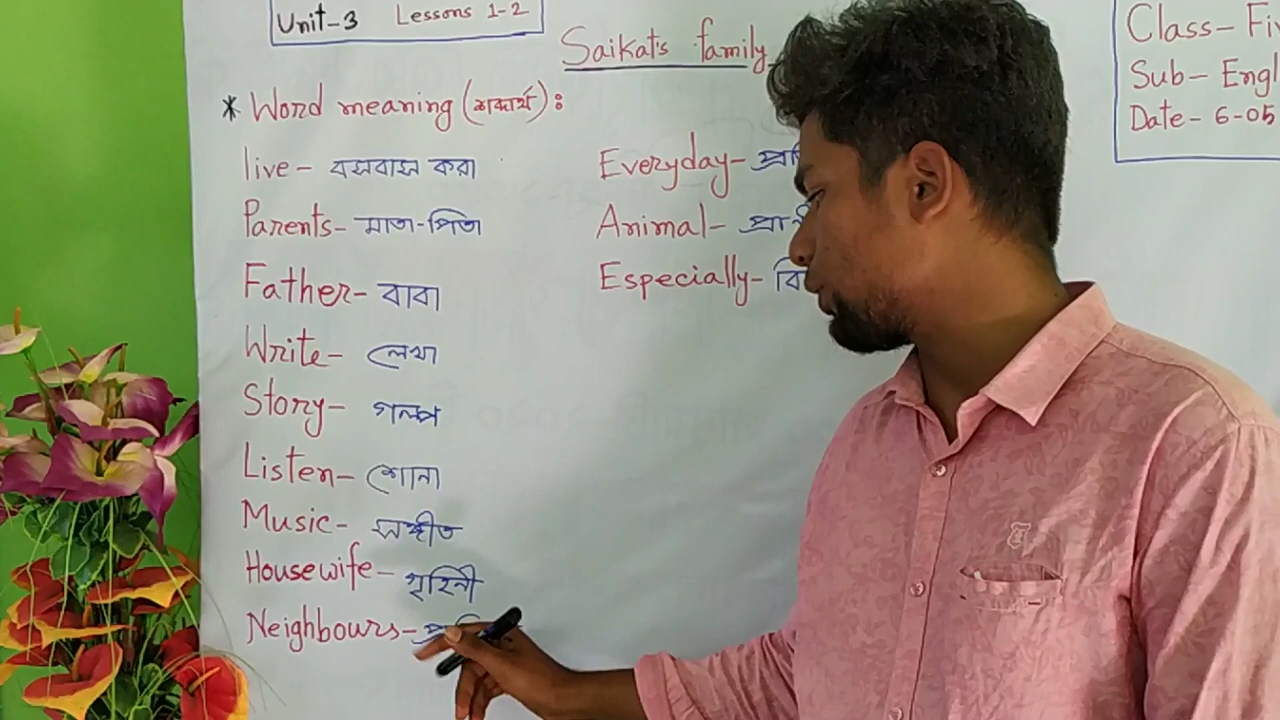 Unit-3 Lessons 1-2
Saikat's family
Class- Fi
Sub- Engl
Date- 6-05
* Word meaning (শব্দার্থ):
live- বসবাস করা
Parents- মাতা-পিতা
Father- বাবা
Write- লেখা
Story- গল্প
Listen- শোনা
Music- সঙ্গীত
Housewife- গৃহিনী
Neighbours-
Everyday-
Animal-
Especially-